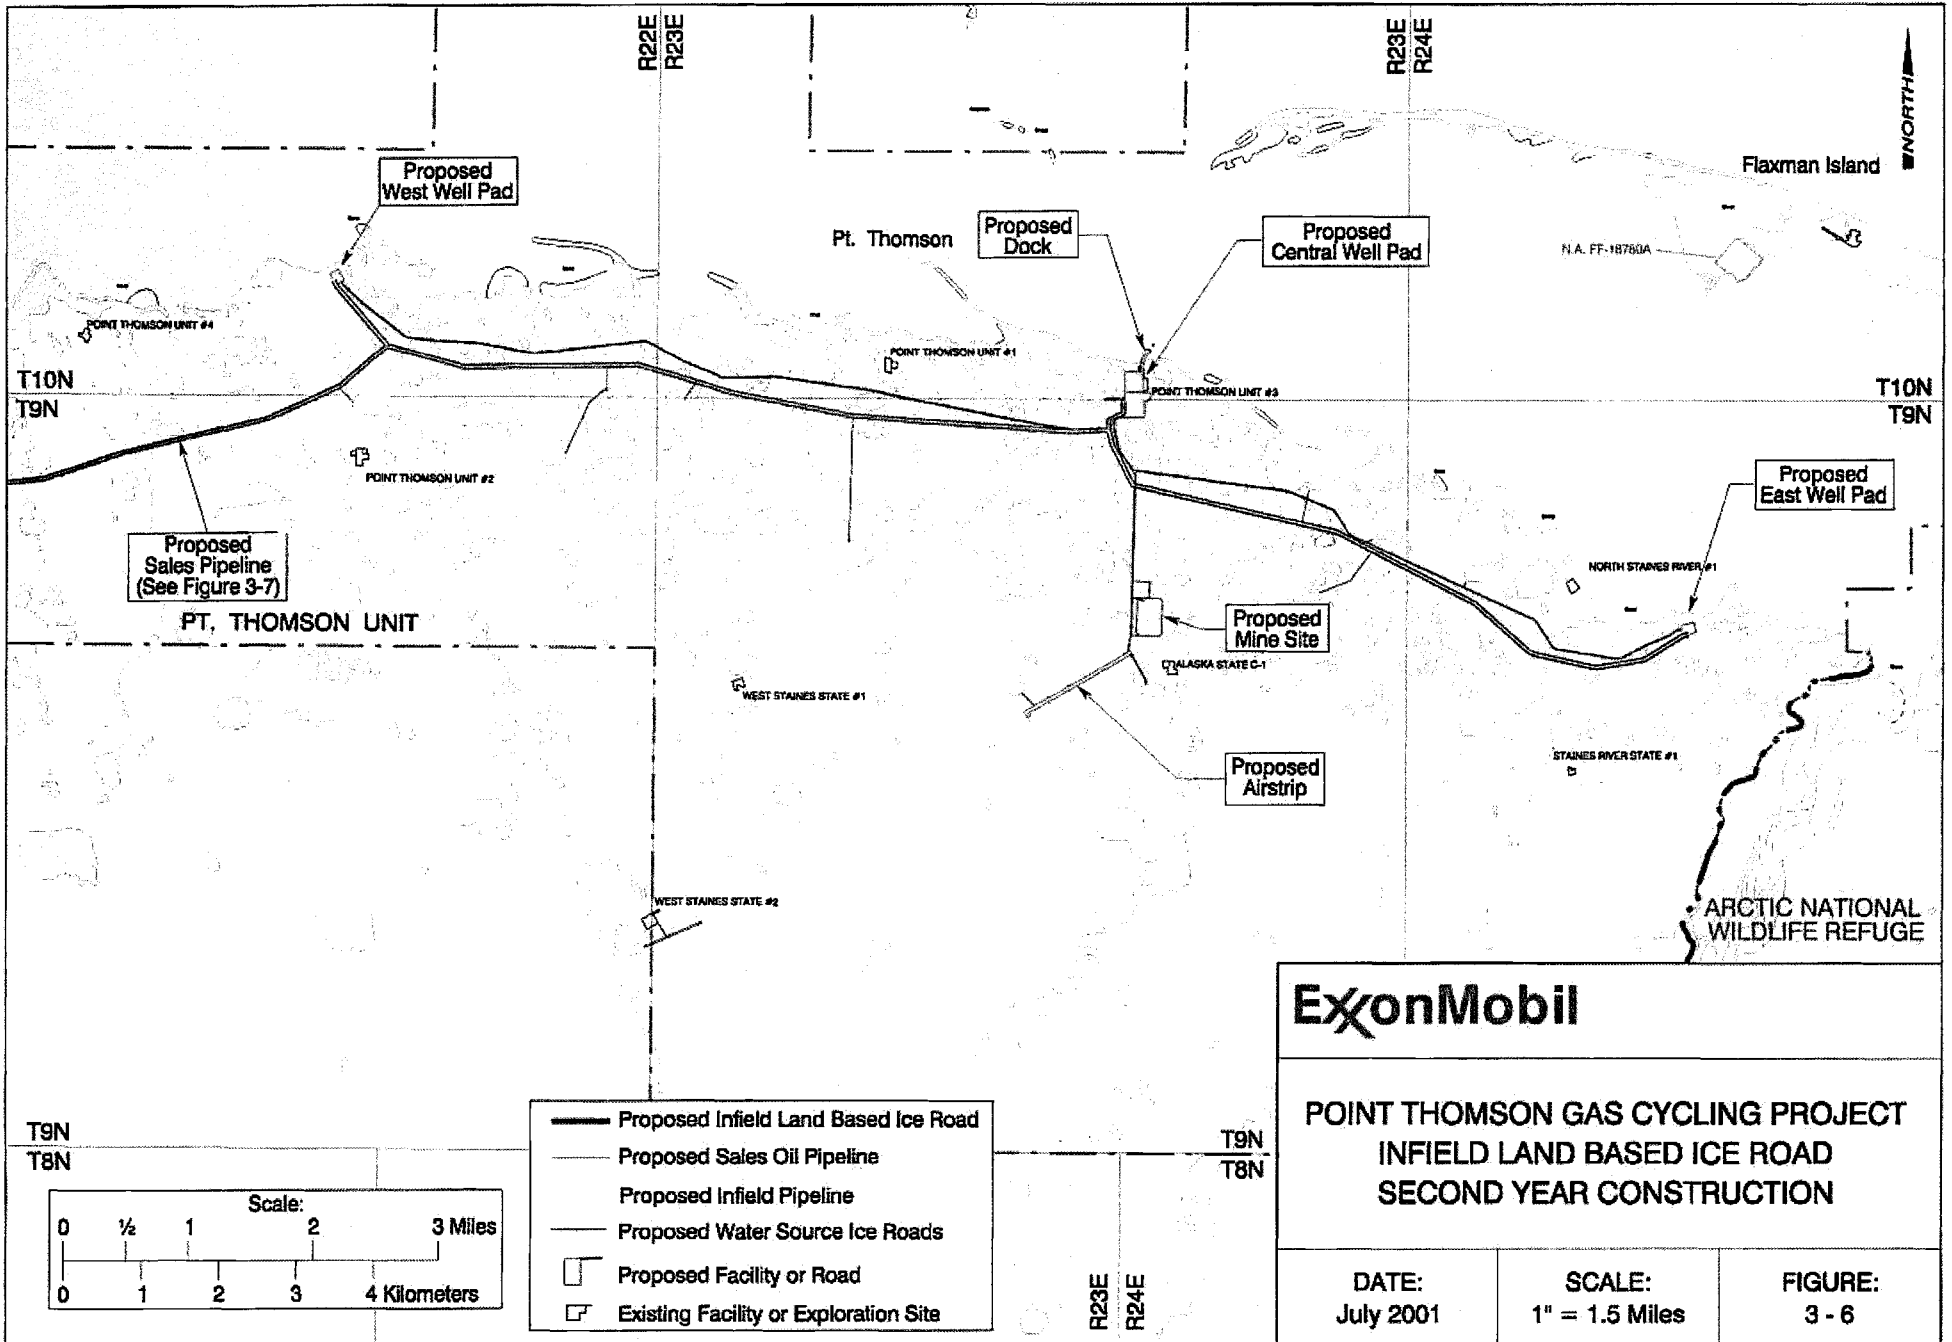 R22E
R23E
R23E
R24E
NORTH
Proposed
West Well Pad
Flaxman Island
Pt. Thomson
Proposed
Dock
Proposed
Central Well Pad
N.A. FF-18780A
POINT THOMSON UNIT #4
POINT THOMSON UNIT #1
T10N
T9N
POINT THOMSON UNIT #3
T10N
T9N
POINT THOMSON UNIT #2
Proposed
East Well Pad
Proposed
Sales Pipeline
(See Figure 3-7)
NORTH STAINES RIVER #1
PT. THOMSON UNIT
Proposed
Mine Site
ALASKA STATE C-1
WEST STAINES STATE #1
STAINES RIVER STATE #1
Proposed
Airstrip
WEST STAINES STATE #2
ARCTIC NATIONAL
WILDLIFE REFUGE
ExxonMobil
POINT THOMSON GAS CYCLING PROJECT
INFIELD LAND BASED ICE ROAD
SECOND YEAR CONSTRUCTION
DATE:
July 2001
SCALE:
1" = 1.5 Miles
FIGURE:
3 - 6
T9N
T8N
T9N
T8N
R23E
R24E
Proposed Infield Land Based Ice Road
Proposed Sales Oil Pipeline
Proposed Infield Pipeline
Proposed Water Source Ice Roads
Proposed Facility or Road
Existing Facility or Exploration Site
Scale:
0 ½ 1 2 3 Miles
0 1 2 3 4 Kilometers